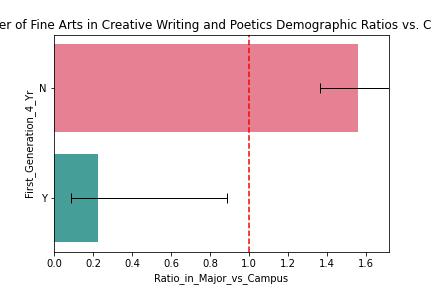 er of Fine Arts in Creative Writing and Poetics Demographic Ratios vs. C
First_Generation_4_Yr
N
Y
0.0 0.2 0.4 0.6 0.8 1.0 1.2 1.4 1.6
Ratio_in_Major_vs_Campus